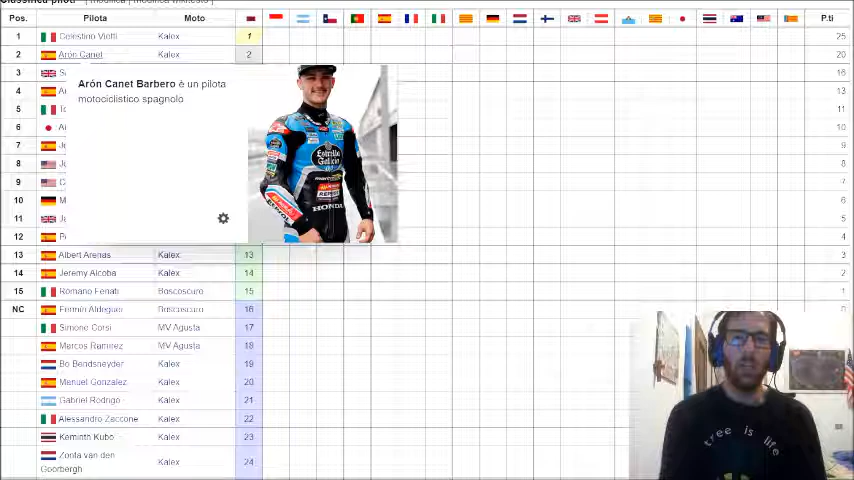 Classifica piloti [ modifica | modifica wikitesto ]
Pos. Pilota Moto P.ti
1 Celestino Vietti Kalex 1 25
2 Arón Canet Kalex 2 20
3 16
4 13
5 11
6 10
7 9
8 8
9 7
10 6
11 5
12 4
Arón Canet Barbero è un pilota
motociclistico spagnolo
Estrella
Galicia
REPSOL
HONDA
13 Albert Arenas Kalex 13 3
14 Jeremy Alcoba Kalex 14 2
15 Romano Fenati Boscoscuro 15 1
NC Fermín Aldeguer Boscoscuro 16 0
Simone Corsi MV Agusta 17
Marcos Ramírez MV Agusta 18
Bo Bendsneyder Kalex 19
Manuel González Kalex 20
Gabriel Rodrigo Kalex 21
Alessandro Zaccone Kalex 22
Keminth Kubo Kalex 23
Zonta van den
Goorbergh Kalex 24
tree is life